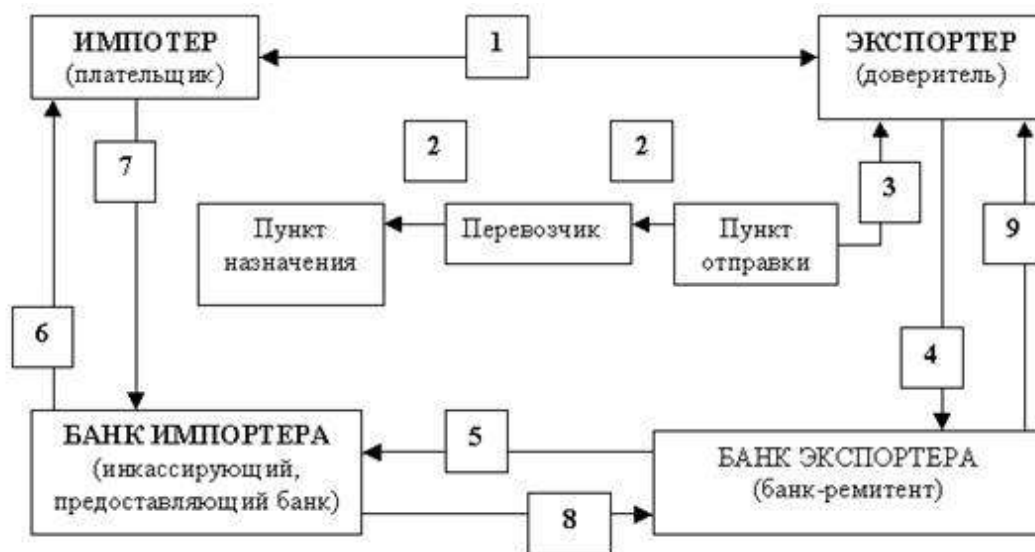 ИМПОТЕР
(плательщик)
1
ЭКСПОРТЕР
(доверитель)
7
2
2
3
9
Пункт
назначения
Перевозчик
Пункт
отправки
6
4
БАНК ИМПОРТЕРА
(инкассирующий,
предоставляющий банк)
5
8
БАНК ЭКСПОРТЕРА
(банк-ремитент)